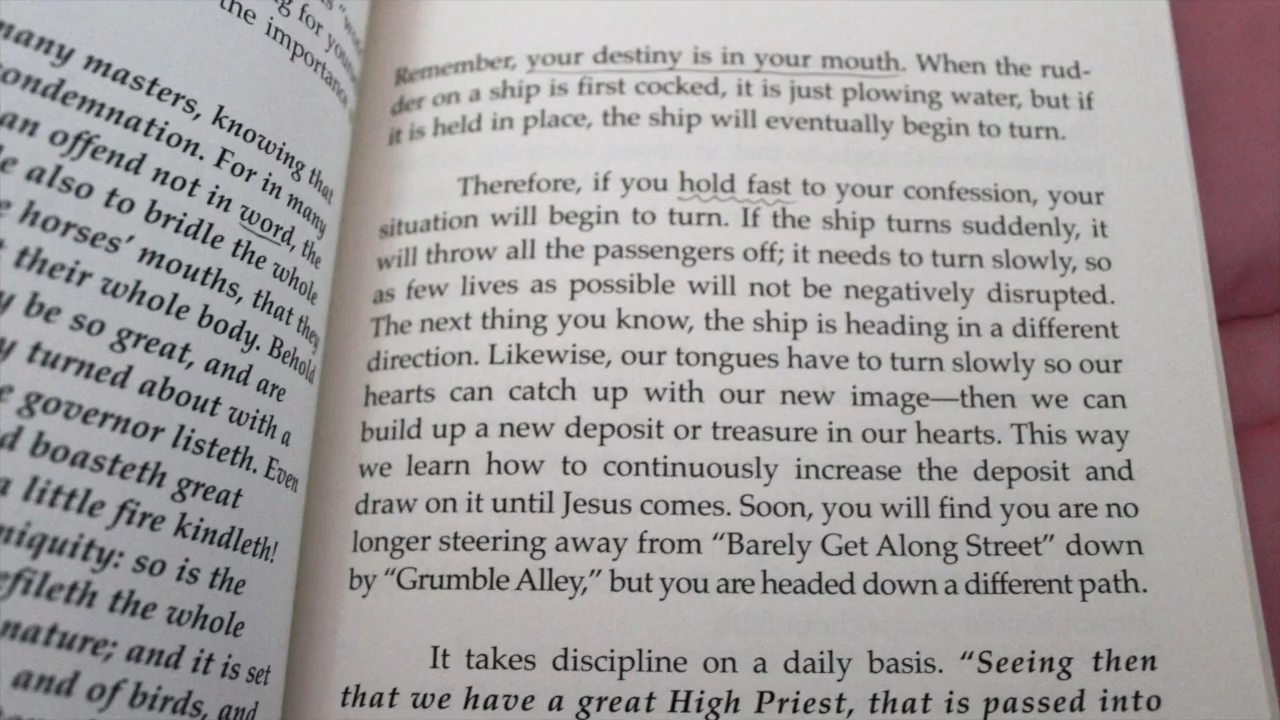 is "wor
ng for your
the importance
many masters, knowing that
condemnation. For in many
an offend not in word, the
e also to bridle the whole
e horses' mouths, that they
t their whole body. Behold
y be so great, and are
y turned about with a
e governor listeth. Even
d boasteth great
a little fire kindleth!
niquity: so is the
efileth the whole
nature; and it is set
and of birds, and
Remember, your destiny is in your mouth. When the rud-
der on a ship is first cocked, it is just plowing water, but if
it is held in place, the ship will eventually begin to turn.
Therefore, if you hold fast to your confession, your
situation will begin to turn. If the ship turns suddenly, it
will throw all the passengers off; it needs to turn slowly, so
as few lives as possible will not be negatively disrupted.
The next thing you know, the ship is heading in a different
direction. Likewise, our tongues have to turn slowly so our
hearts can catch up with our new image—then we can
build up a new deposit or treasure in our hearts. This way
we learn how to continuously increase the deposit and
draw on it until Jesus comes. Soon, you will find you are no
longer steering away from "Barely Get Along Street" down
by "Grumble Alley," but you are headed down a different path.
It takes discipline on a daily basis. "Seeing then
that we have a great High Priest, that is passed into